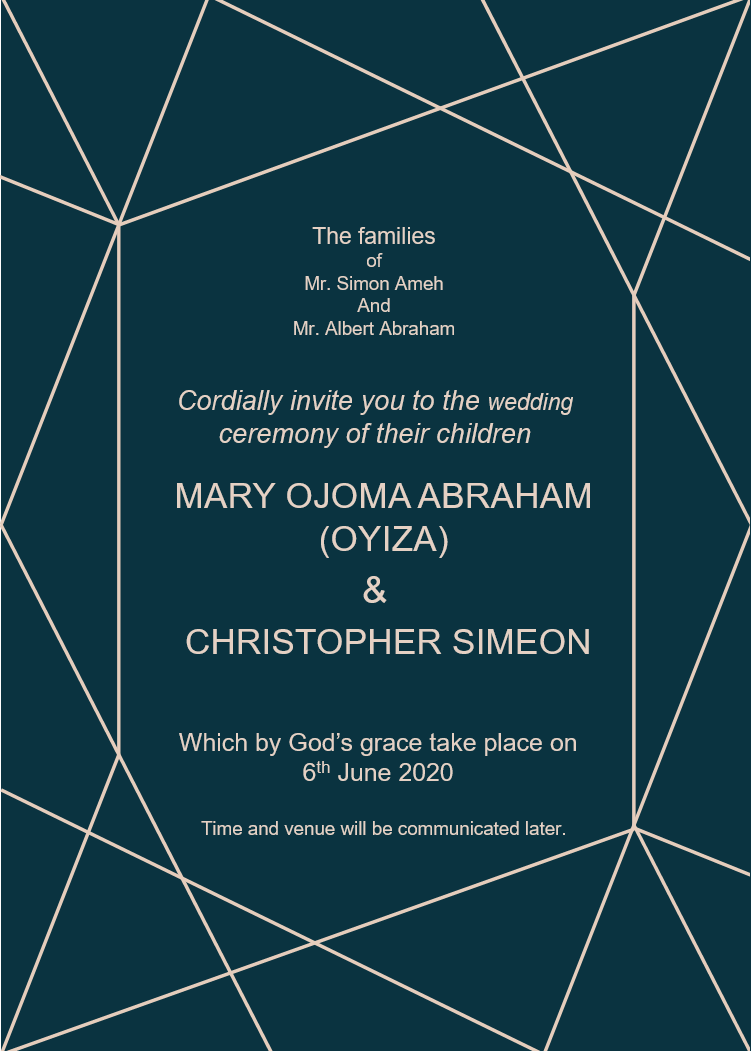 The families
of
Mr. Simon Ameh
And
Mr. Albert Abraham
Cordially invite you to the wedding
ceremony of their children
MARY OJOMA ABRAHAM
(OYIZA)
&
CHRISTOPHER SIMEON
Which by God’s grace take place on
6th June 2020
Time and venue will be communicated later.